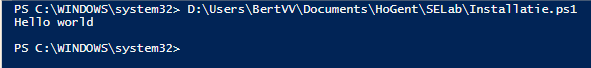 PS C:\WINDOWS\system32> D:\Users\BertVV\Documents\HoGent\SELab\Installatie.ps1
Hello world
PS C:\WINDOWS\system32>